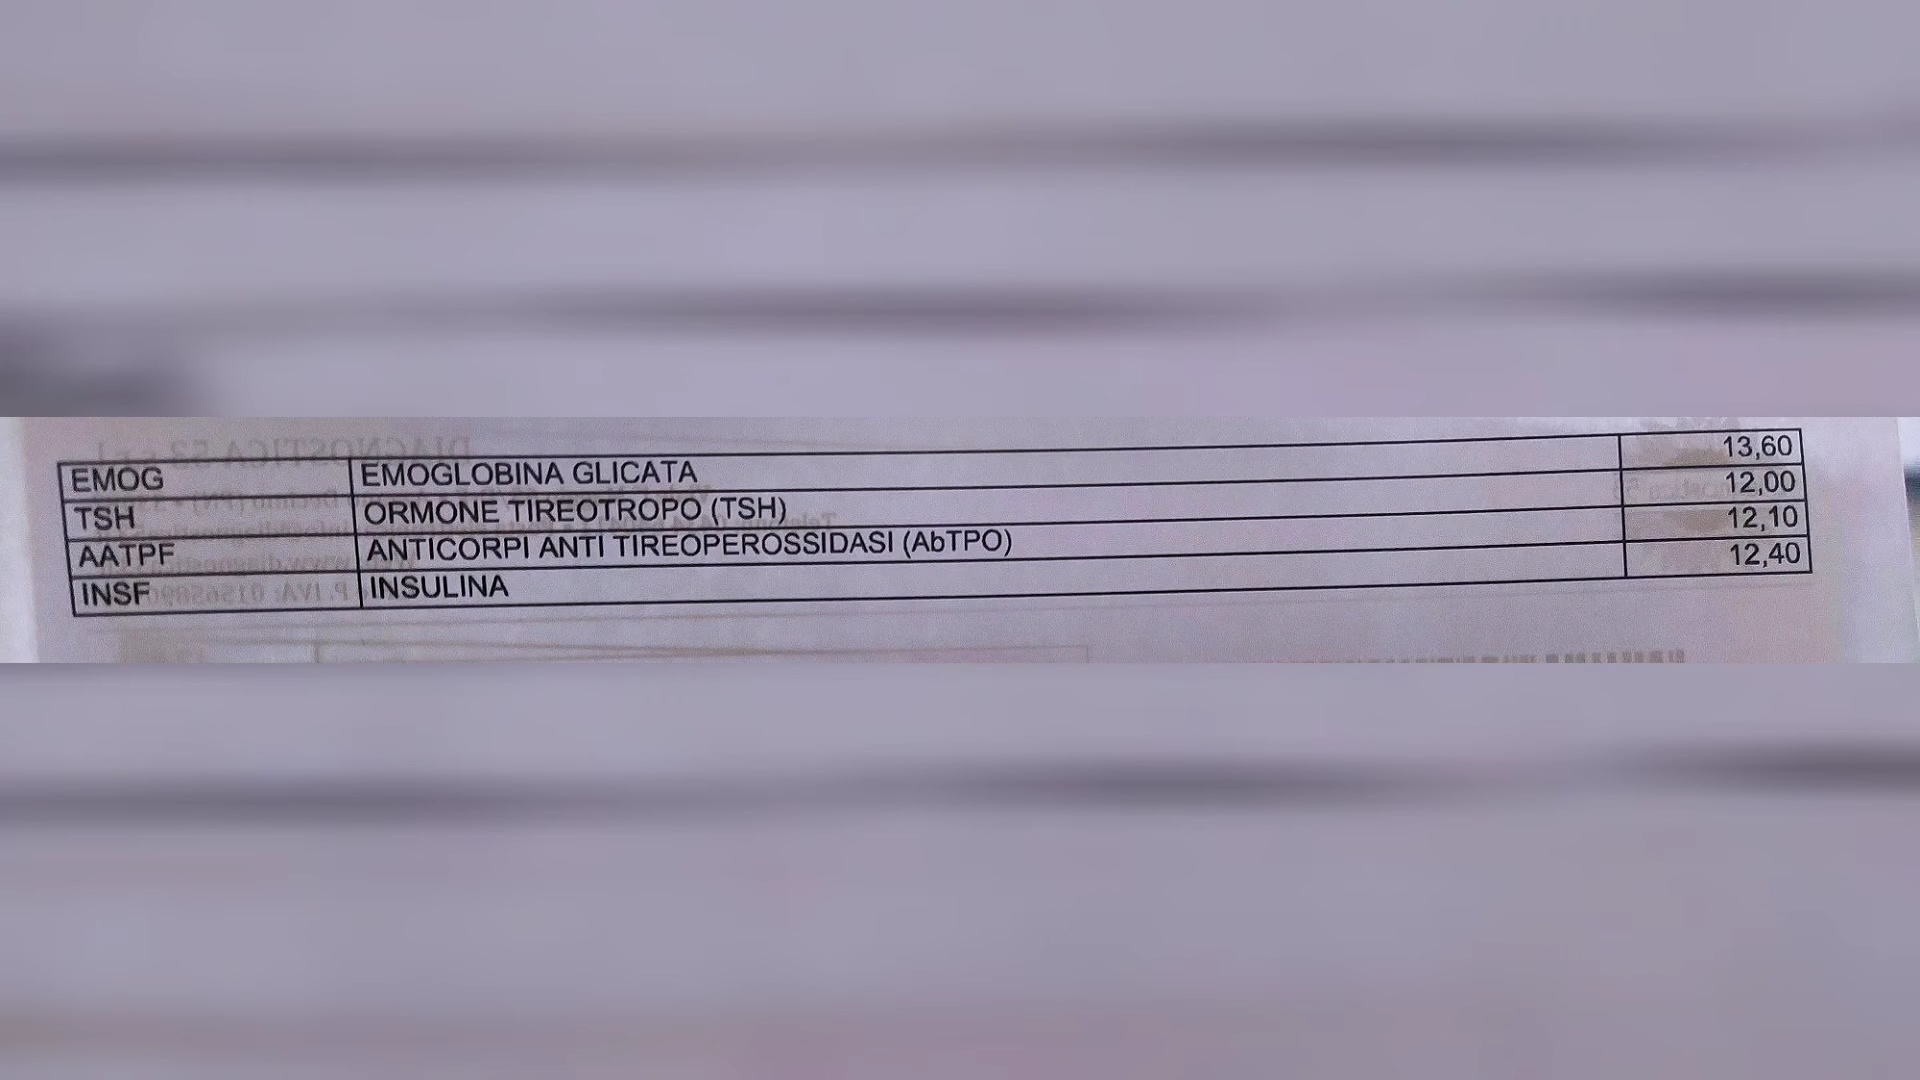 EMOG EMOGLOBINA GLICATA 13,60
TSH ORMONE TIREOTROPO (TSH) 12,00
AATPF ANTICORPI ANTI TIREOPEROSSIDASI (AbTPO) 12,10
INSF INSULINA 12,40